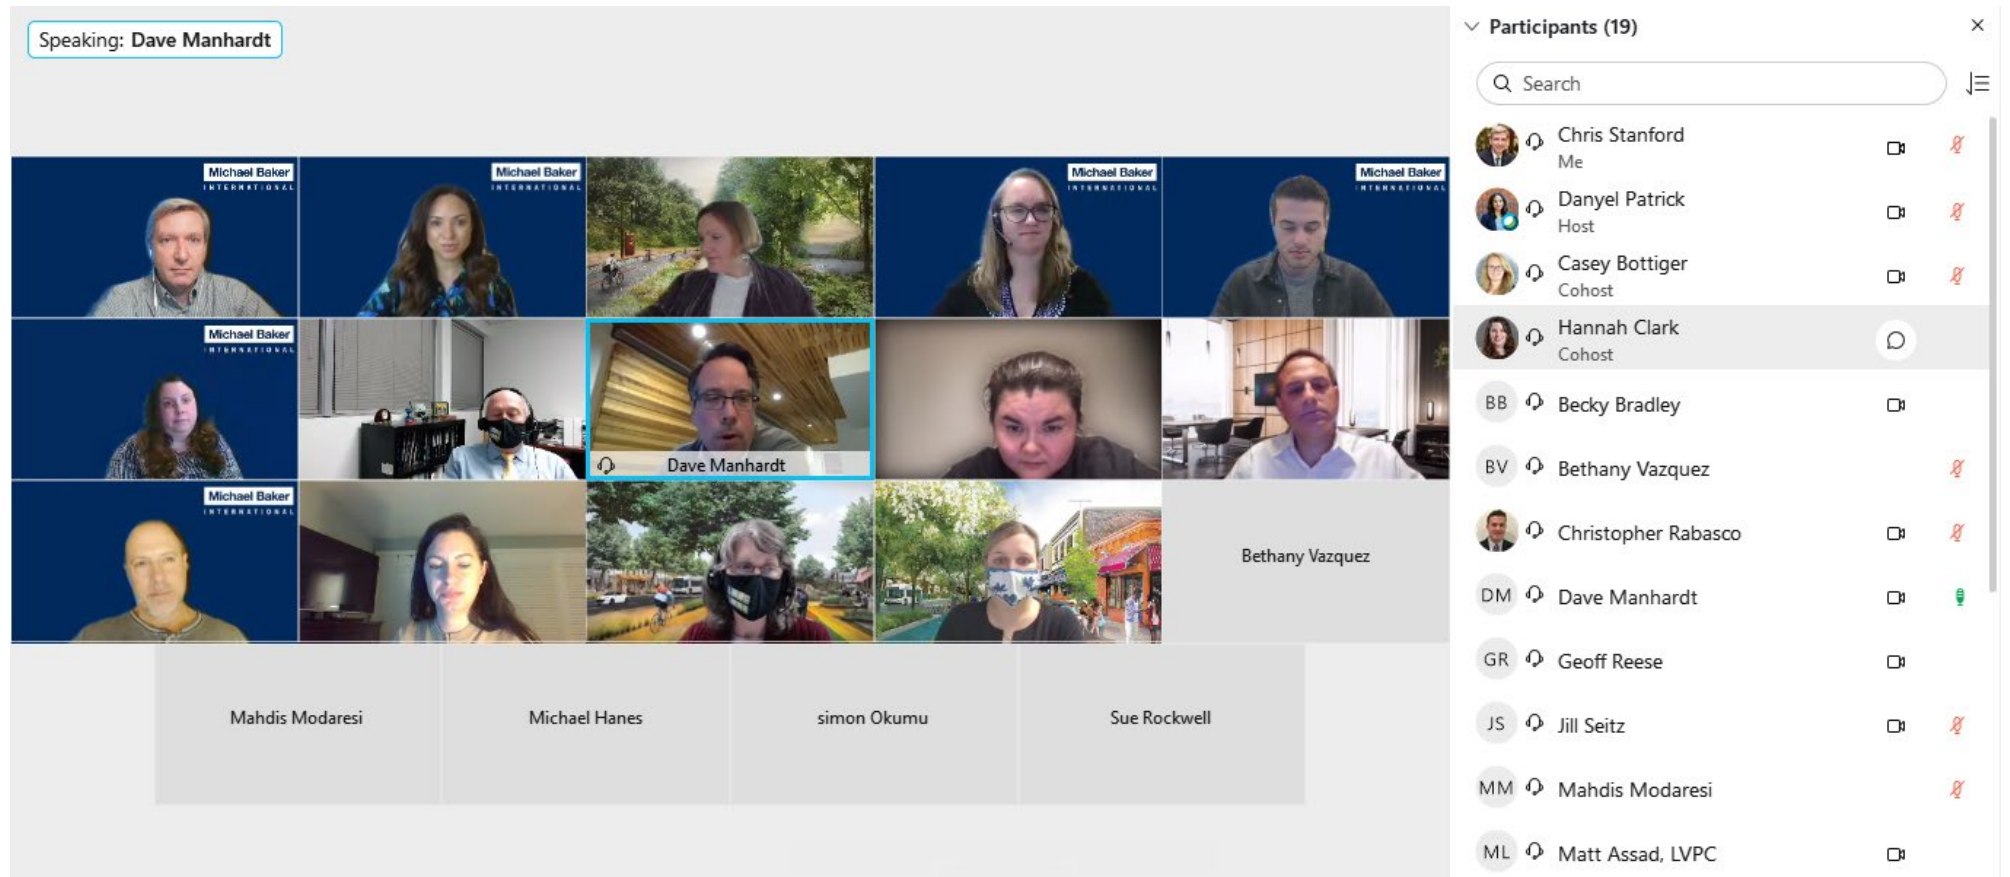 Speaking: Dave Manhardt
Michael Baker
INTERNATIONAL
Michael Baker
INTERNATIONAL
Michael Baker
INTERNATIONAL
Michael Baker
INTERNATIONAL
Michael Baker
INTERNATIONAL
Dave Manhardt
Michael Baker
INTERNATIONAL
Bethany Vazquez
Mahdis Modaresi
Michael Hanes
simon Okumu
Sue Rockwell
Participants (19)
Search
Chris Stanford
Me
Danyel Patrick
Host
Casey Bottiger
Cohost
Hannah Clark
Cohost
BB Becky Bradley
BV Bethany Vazquez
Christopher Rabasco
DM Dave Manhardt
GR Geoff Reese
JS Jill Seitz
MM Mahdis Modaresi
ML Matt Assad, LVPC